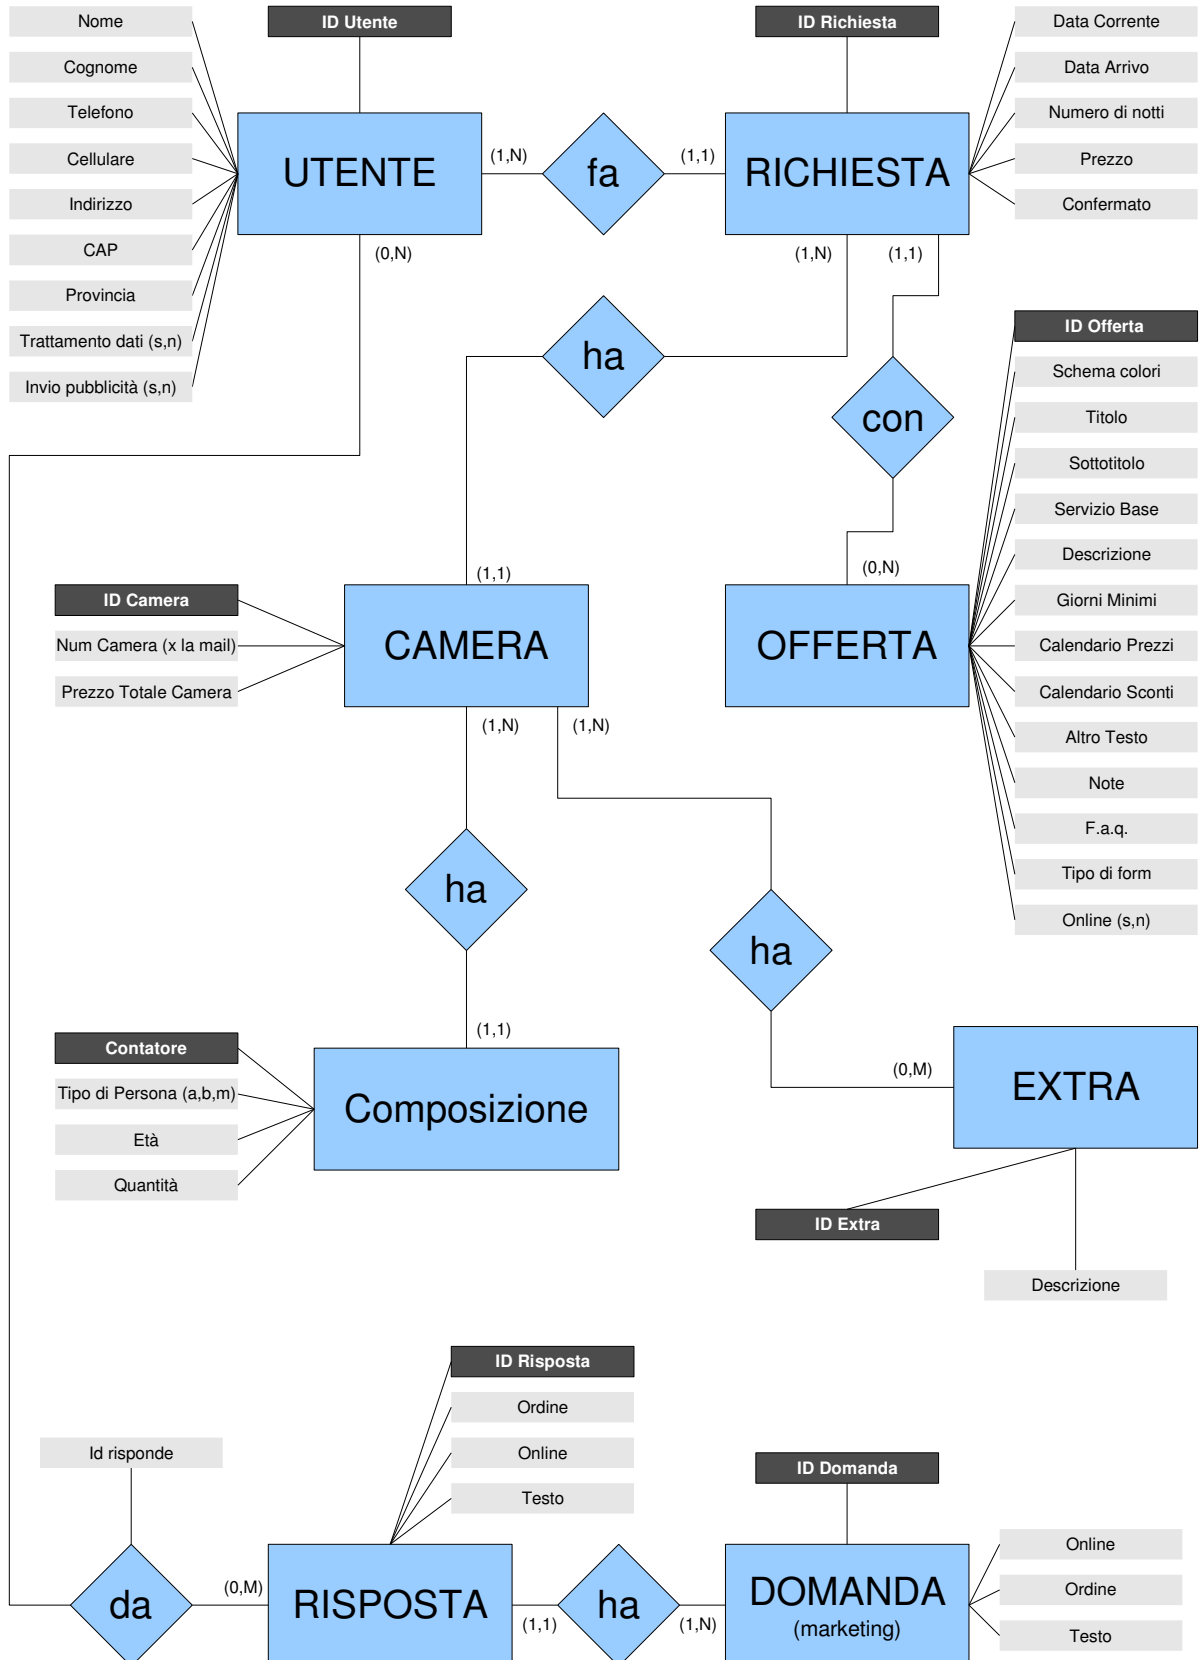 Nome
ID Utente
ID Richiesta
Data Corrente
Cognome
Data Arrivo
Telefono
Numero di notti
Cellulare
Prezzo
Indirizzo
Confermato
CAP
Provincia
Trattamento dati (s,n)
Invio pubblicità (s,n)
UTENTE
(1,N)
fa
(1,1)
RICHIESTA
(0,N)
(1,N)
(1,1)
ha
con
ID Offerta
Schema colori
Titolo
Sottotitolo
Servizio Base
Descrizione
Giorni Minimi
Calendario Prezzi
Calendario Sconti
Altro Testo
Note
F.a.q.
Tipo di form
Online (s,n)
(1,1)
(0,N)
ID Camera
Num Camera (x la mail)
Prezzo Totale Camera
CAMERA
OFFERTA
(1,N)
(1,N)
ha
ha
(1,1)
(0,M)
Contatore
Tipo di Persona (a,b,m)
Età
Quantità
Composizione
EXTRA
ID Extra
Descrizione
ID Risposta
Ordine
Online
Testo
Id risponde
ID Domanda
da
(0,M)
RISPOSTA
(1,1)
ha
(1,N)
DOMANDA
(marketing)
Online
Ordine
Testo